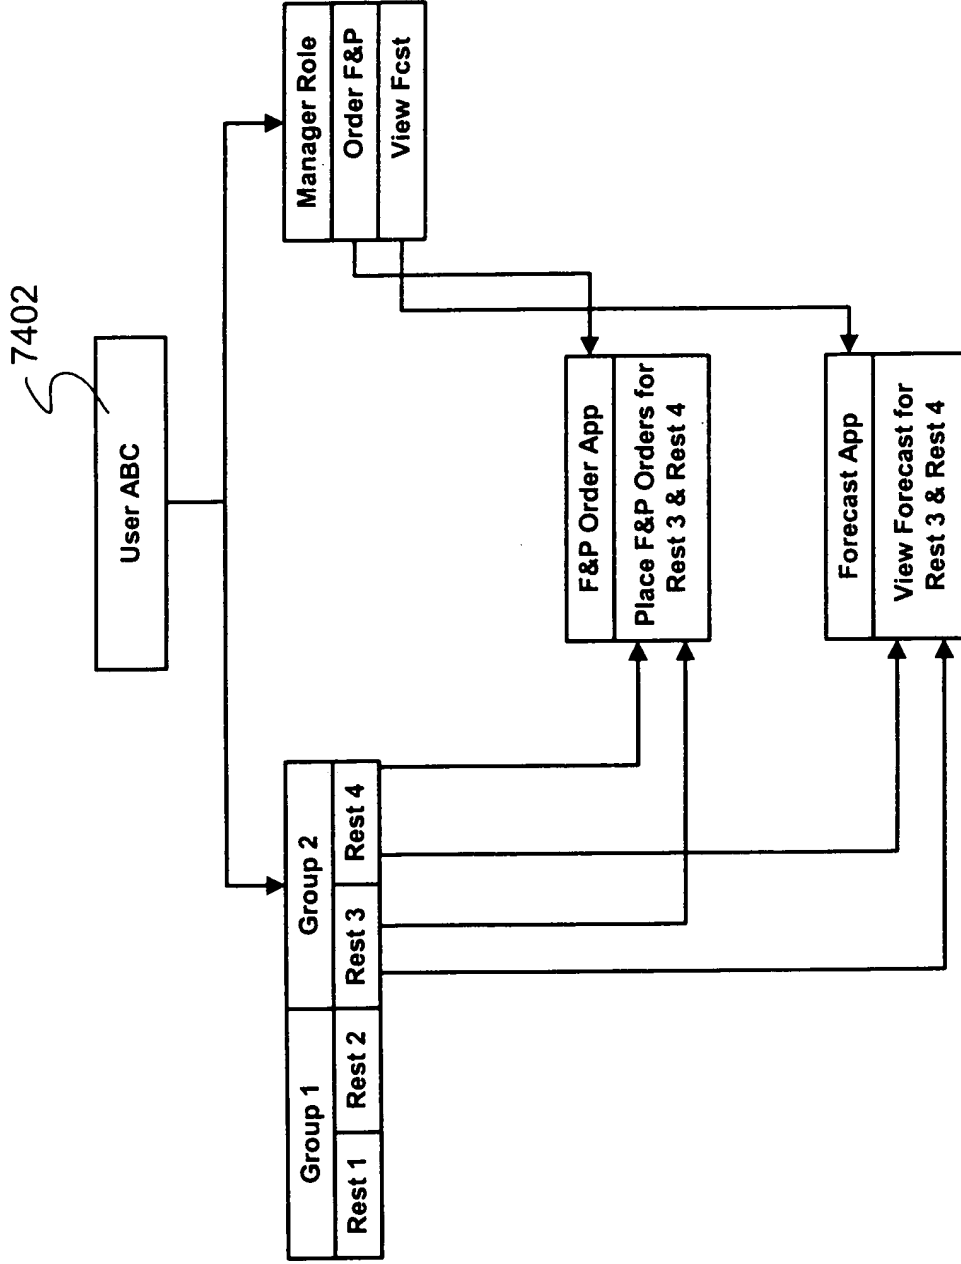 7402
User ABC
Group 1
Group 2
Rest 1
Rest 2
Rest 3
Rest 4
Manager Role
Order F&P
View Fcst
F&P Order App
Place F&P Orders for
Rest 3 & Rest 4
Forecast App
View Forecast for
Rest 3 & Rest 4